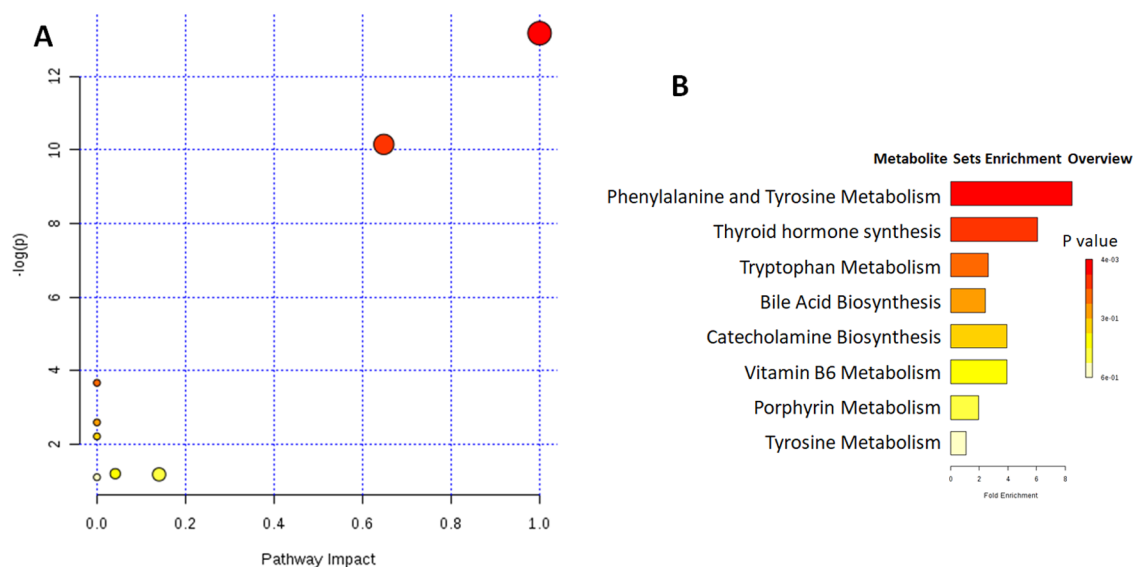 A
12
10
8
6
4
2
-log(p)
0.0 0.2 0.4 0.6 0.8 1.0
Pathway Impact
B
Metabolite Sets Enrichment Overview
Phenylalanine and Tyrosine Metabolism
Thyroid hormone synthesis
Tryptophan Metabolism
Bile Acid Biosynthesis
Catecholamine Biosynthesis
Vitamin B6 Metabolism
Porphyrin Metabolism
Tyrosine Metabolism
0 2 4 6 8
Fold Enrichment
P value
4e-03
3e-01
6e-01